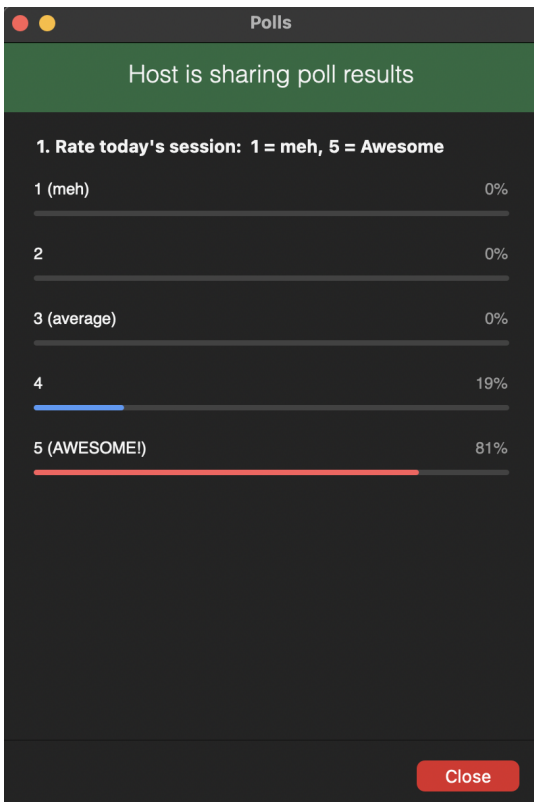 Polls
Host is sharing poll results
1. Rate today's session:  1 = meh, 5 = Awesome
1 (meh) 0%
2 0%
3 (average) 0%
4 19%
5 (AWESOME!) 81%
Close